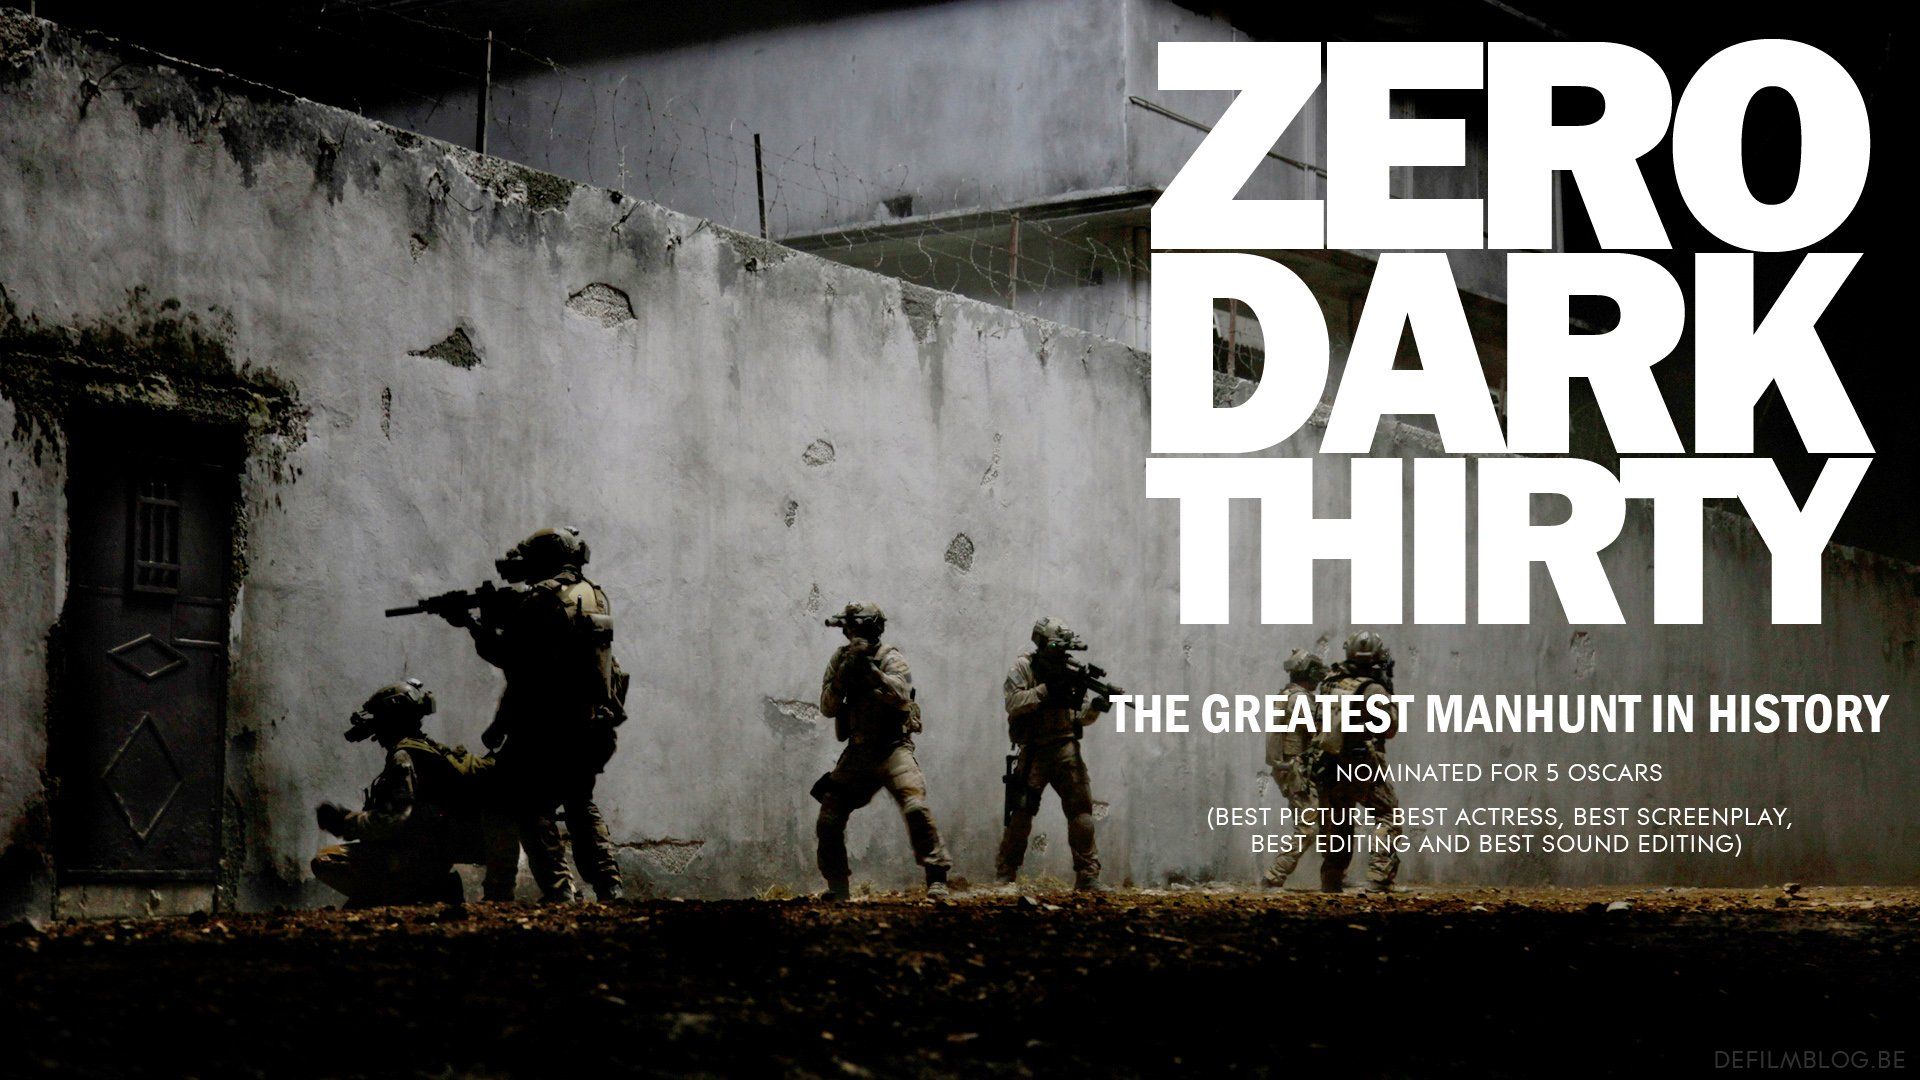 ZERO
DARK
THIRTY
THE GREATEST MANHUNT IN HISTORY
NOMINATED FOR 5 OSCARS
(BEST PICTURE, BEST ACTRESS, BEST SCREENPLAY,
BEST EDITING AND BEST SOUND EDITING)
DEFILMBLOG.BE